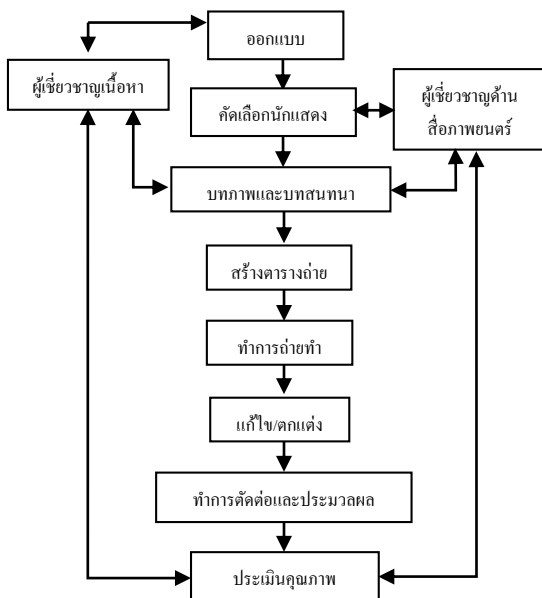 ออกแบบ
ผู้เชี่ยวชาญเนื้อหา
ผู้เชี่ยวชาญด้าน
สื่อภาพยนตร์
คัดเลือกนักแสดง
บทภาพและบทสนทนา
สร้างตารางถ่าย
ทำการถ่ายทำ
แก้ไข/ตกแต่ง
ทำการตัดต่อและประมวลผล
ประเมินคุณภาพ